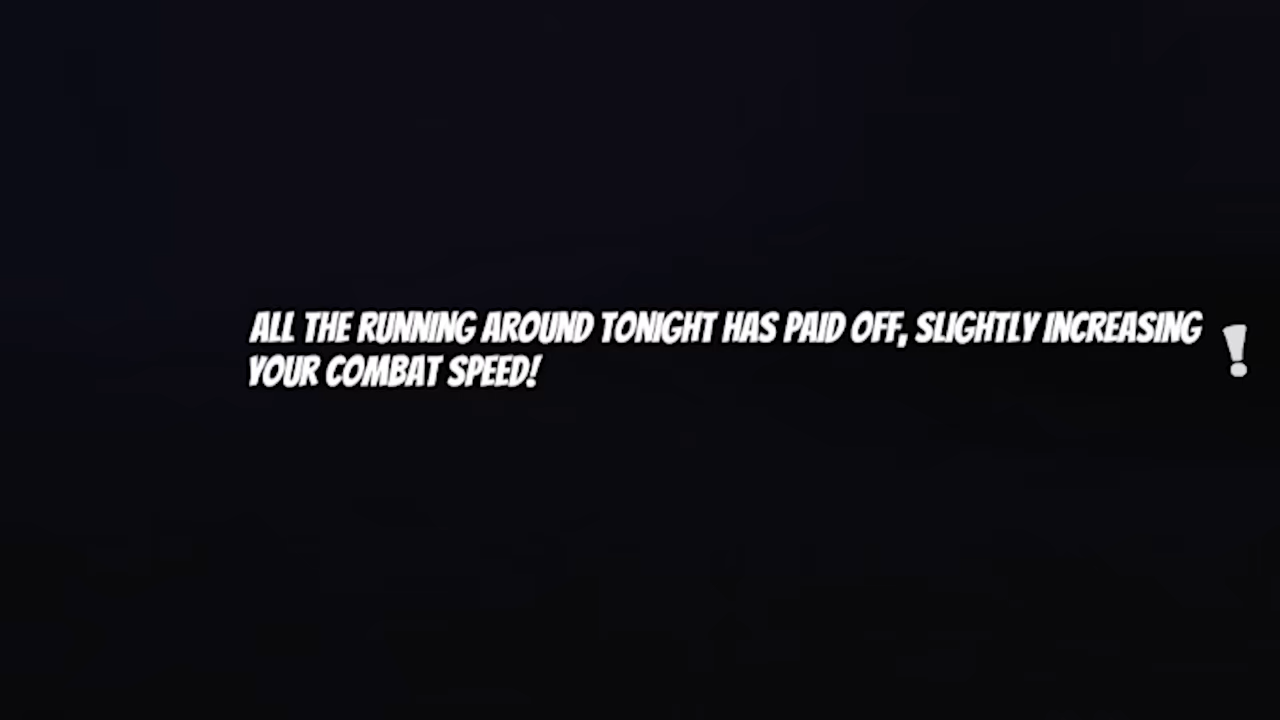 ALL THE RUNNING AROUND TONIGHT HAS PAID OFF, SLIGHTLY INCREASING
YOUR COMBAT SPEED!
!